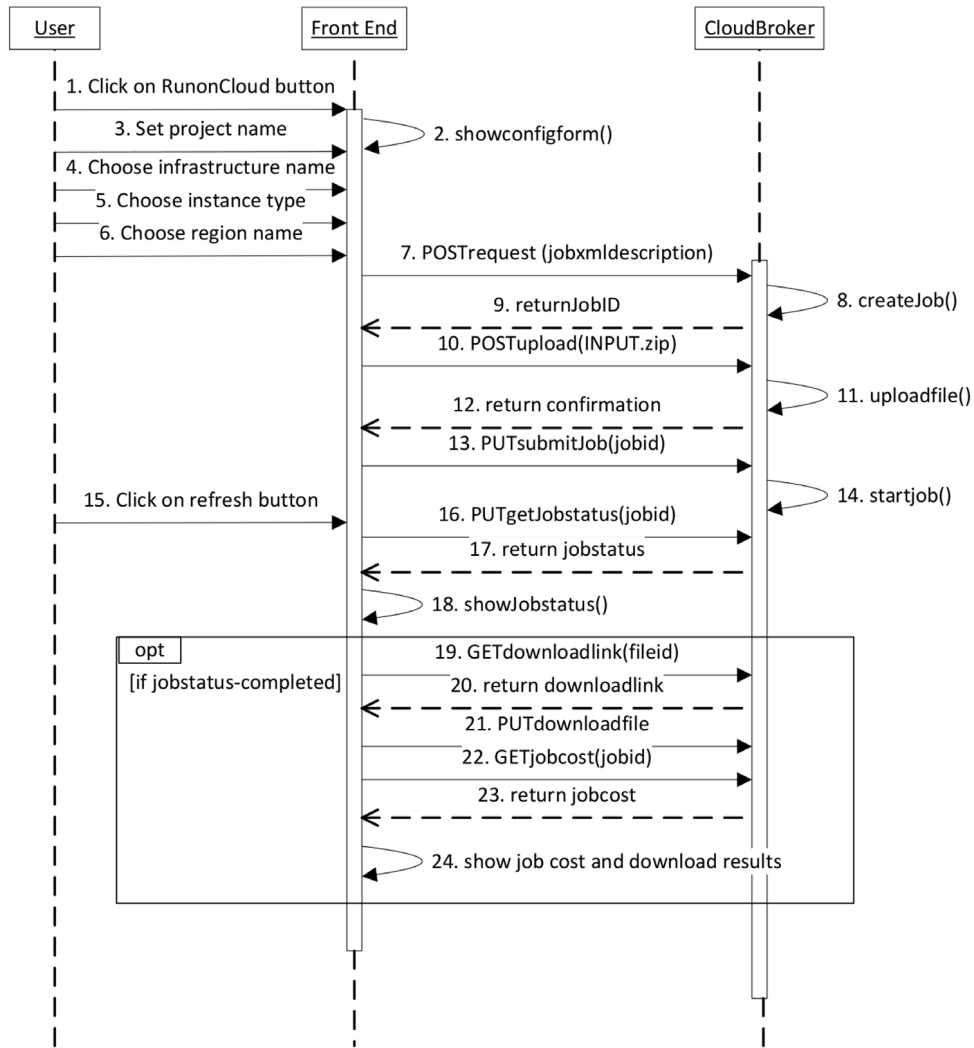 User
Front End
CloudBroker
1. Click on RunonCloud button
2. showconfigform()
3. Set project name
4. Choose infrastructure name
5. Choose instance type
6. Choose region name
7. POSTrequest (jobxmldescription)
8. createJob()
9. returnJobID
10. POSTupload(INPUT.zip)
11. uploadfile()
12. return confirmation
13. PUTsubmitJob(jobid)
14. startjob()
15. Click on refresh button
16. PUTgetJobstatus(jobid)
17. return jobstatus
18. showJobstatus()
opt
[if jobstatus-completed]
19. GETdownloadlink(fileid)
20. return downloadlink
21. PUTdownloadfile
22. GETjobcost(jobid)
23. return jobcost
24. show job cost and download results